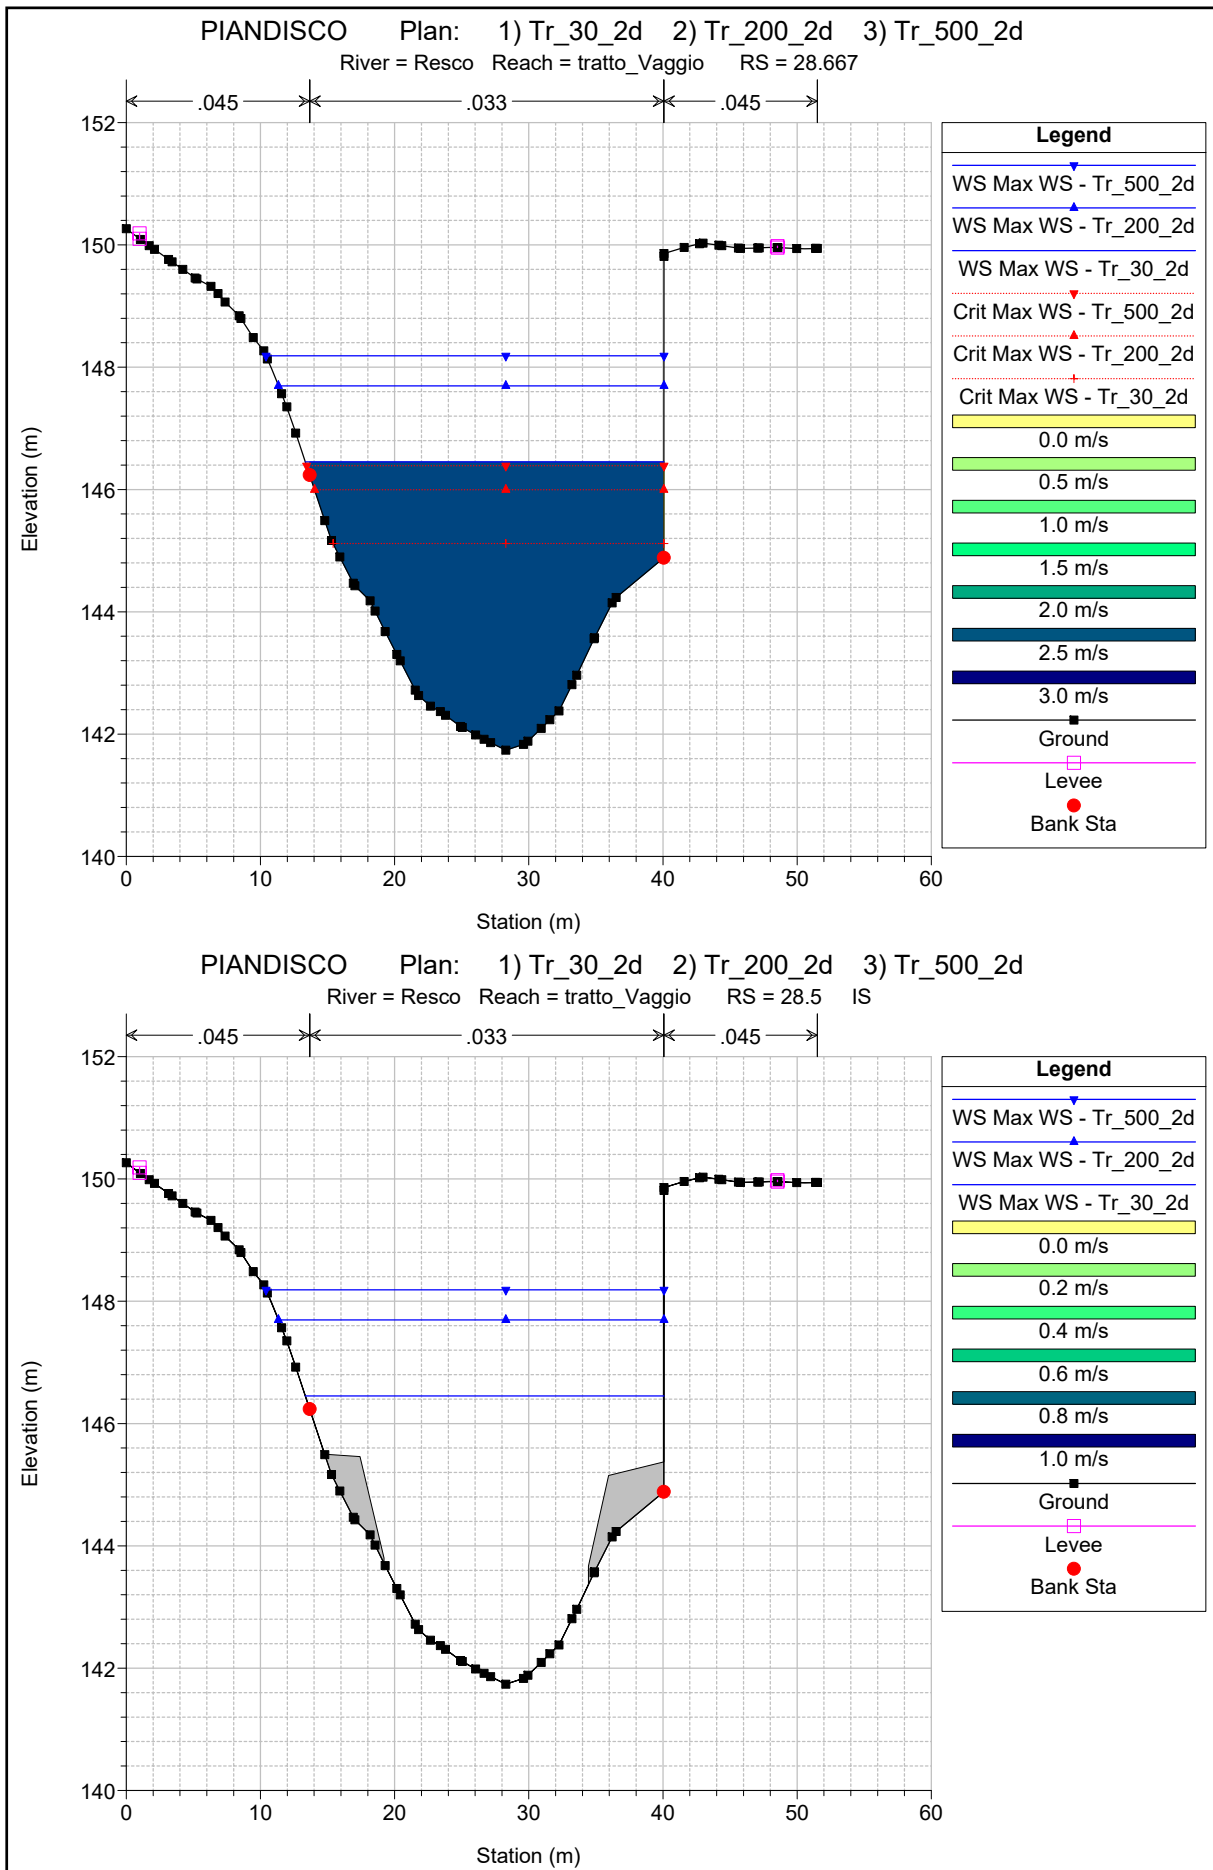 PIANDISCO Plan: 1) Tr_30_2d 2) Tr_200_2d 3) Tr_500_2d
River = Resco Reach = tratto_Vaggio RS = 28.667
.045 .033 .045
152
150
148
146
144
142
140
Elevation (m)
0 10 20 30 40 50 60
Station (m)
Legend
WS Max WS - Tr_500_2d
WS Max WS - Tr_200_2d
WS Max WS - Tr_30_2d
Crit Max WS - Tr_500_2d
Crit Max WS - Tr_200_2d
Crit Max WS - Tr_30_2d
0.0 m/s
0.5 m/s
1.0 m/s
1.5 m/s
2.0 m/s
2.5 m/s
3.0 m/s
Ground
Levee
Bank Sta
PIANDISCO Plan: 1) Tr_30_2d 2) Tr_200_2d 3) Tr_500_2d
River = Resco Reach = tratto_Vaggio RS = 28.5 IS
.045 .033 .045
152
150
148
146
144
142
140
Elevation (m)
0 10 20 30 40 50 60
Station (m)
Legend
WS Max WS - Tr_500_2d
WS Max WS - Tr_200_2d
WS Max WS - Tr_30_2d
0.0 m/s
0.2 m/s
0.4 m/s
0.6 m/s
0.8 m/s
1.0 m/s
Ground
Levee
Bank Sta